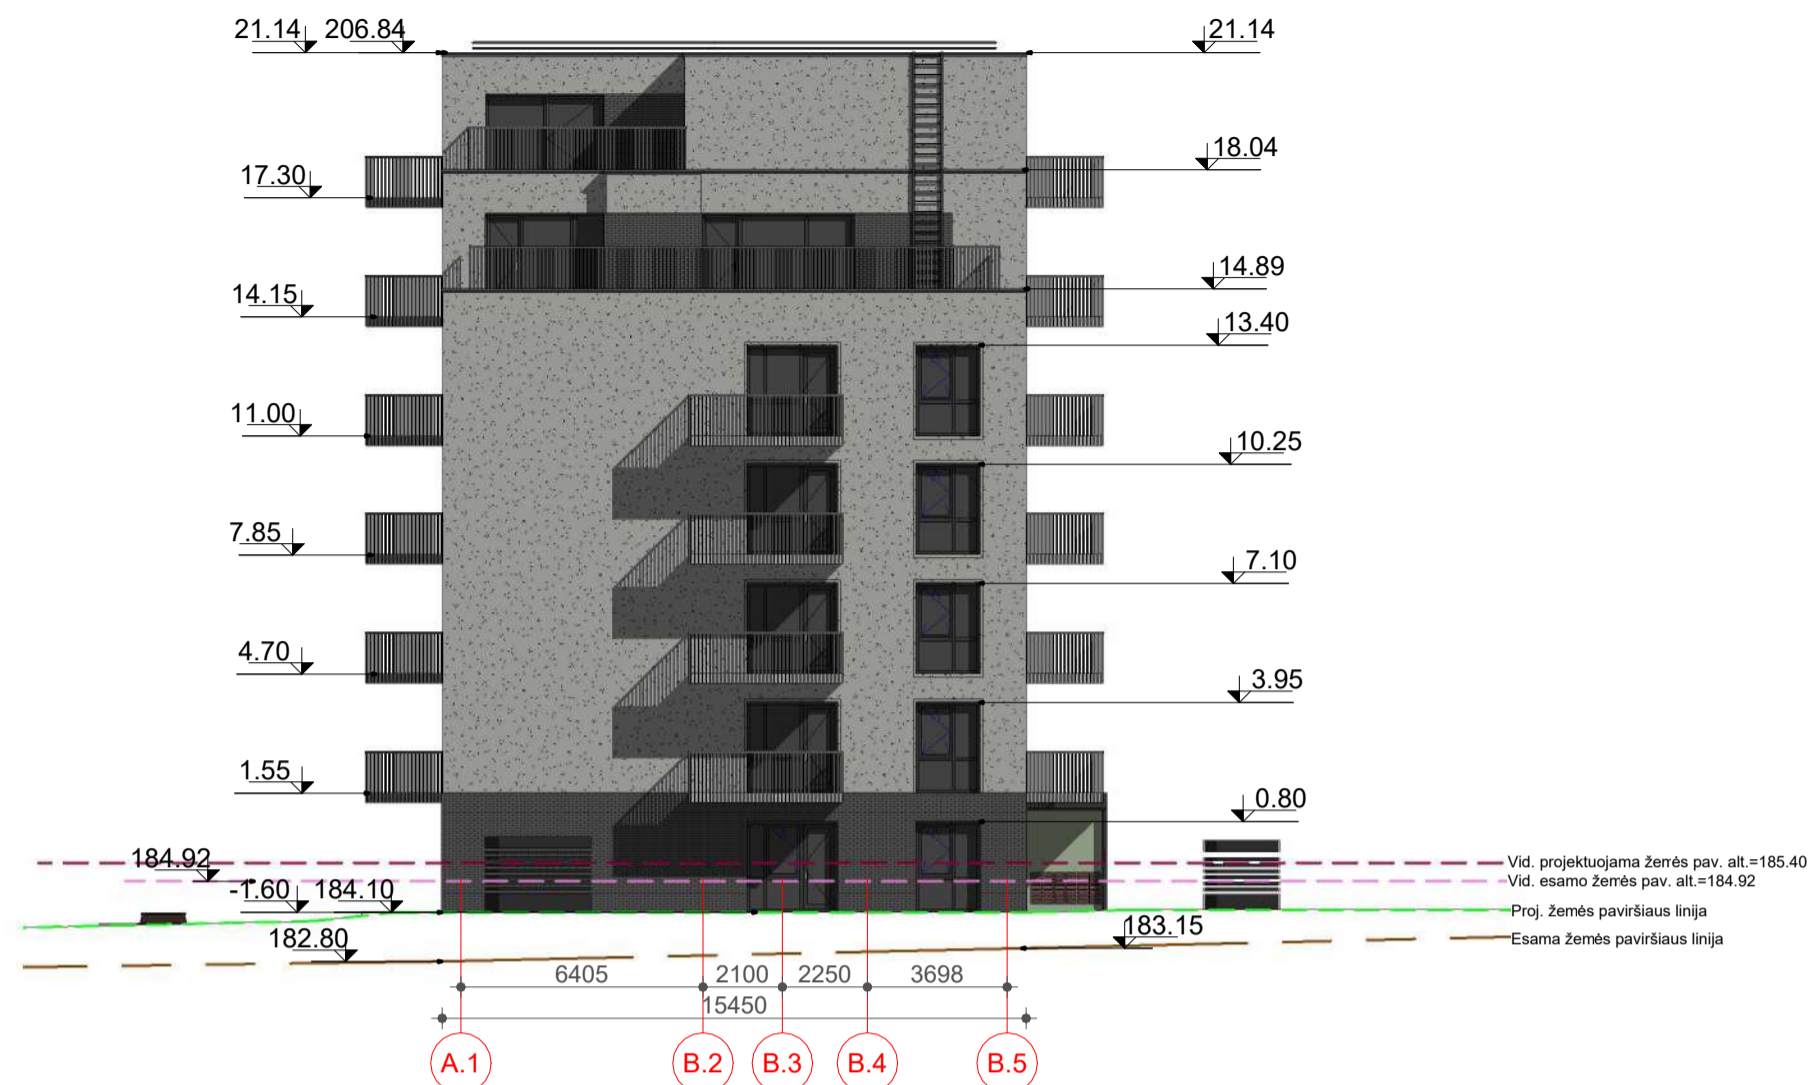 21.14 206.84 21.14
18.04
17.30
14.89
14.15
13.40
11.00
10.25
7.85
7.10
4.70
3.95
1.55
0.80
184.92
Vid. projektuojama žemės pav. alt.=185.40
Vid. esamo žemės pav. alt.=184.92
-1.60 184.10
Proj. žemės paviršiaus linija
182.80
183.15
Esama žemės paviršiaus linija
6405 2100 2250 3698
15450
A.1 B.2 B.3 B.4 B.5